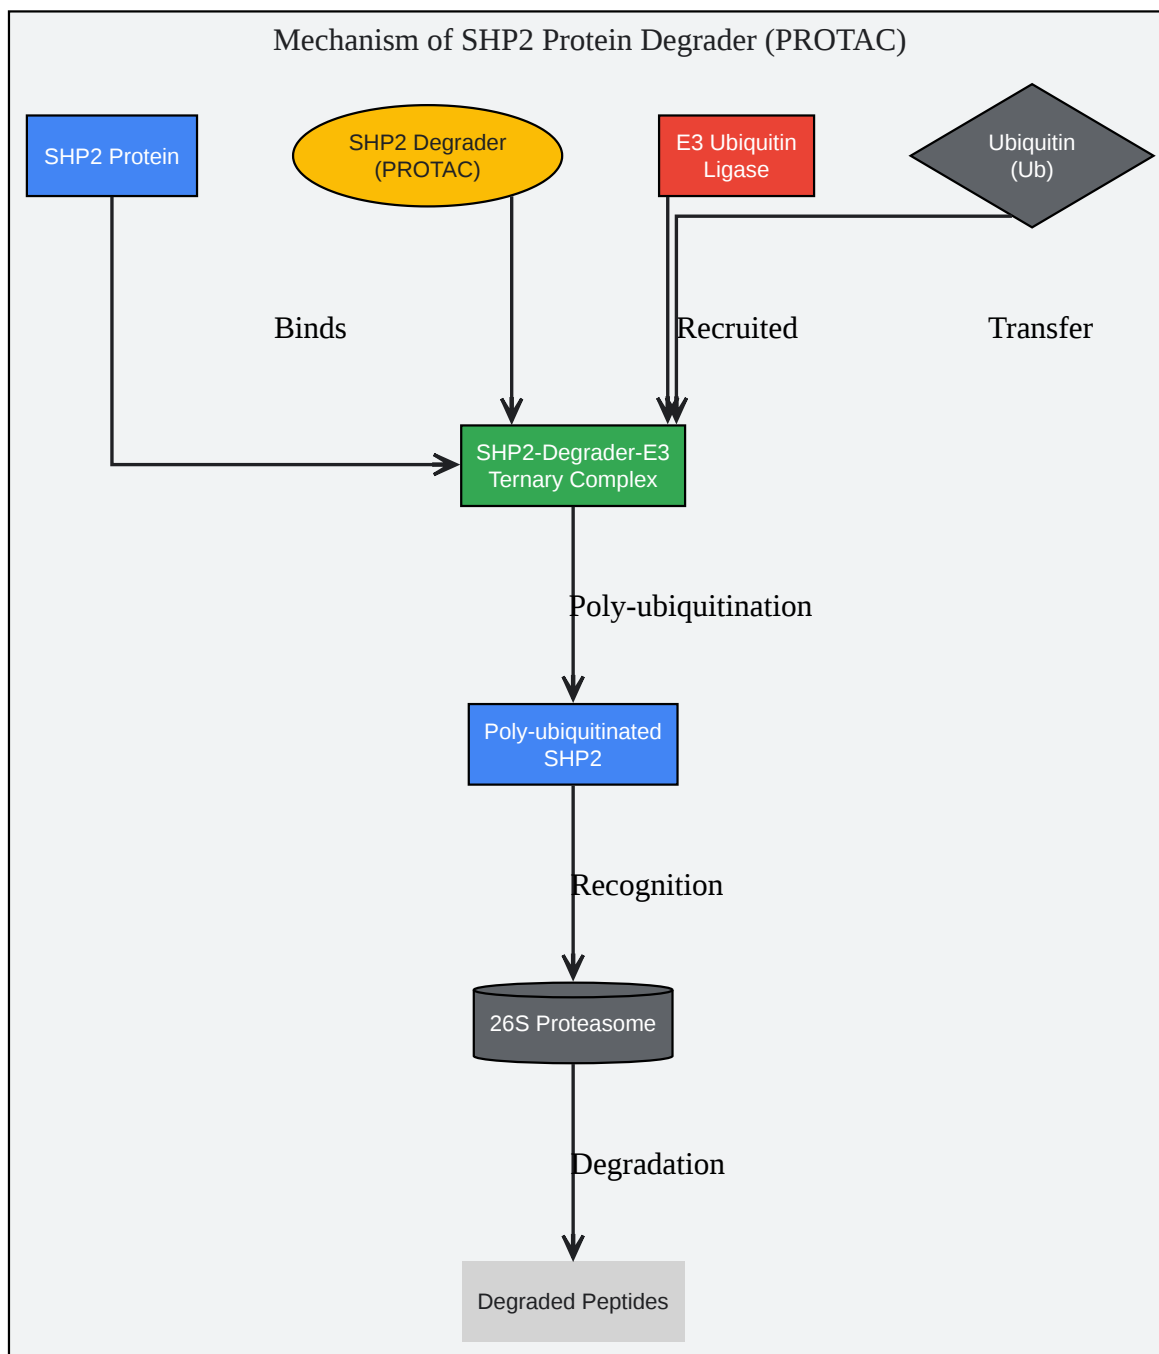 Mechanism of SHP2 Protein Degrader (PROTAC)
SHP2 Protein
SHP2 Degrader
(PROTAC)
E3 Ubiquitin
Ligase
Ubiquitin
(Ub)
Binds
Recruited
Transfer
SHP2-Degrader-E3
Ternary Complex
Poly-ubiquitination
Poly-ubiquitinated
SHP2
Recognition
26S Proteasome
Degradation
Degraded Peptides